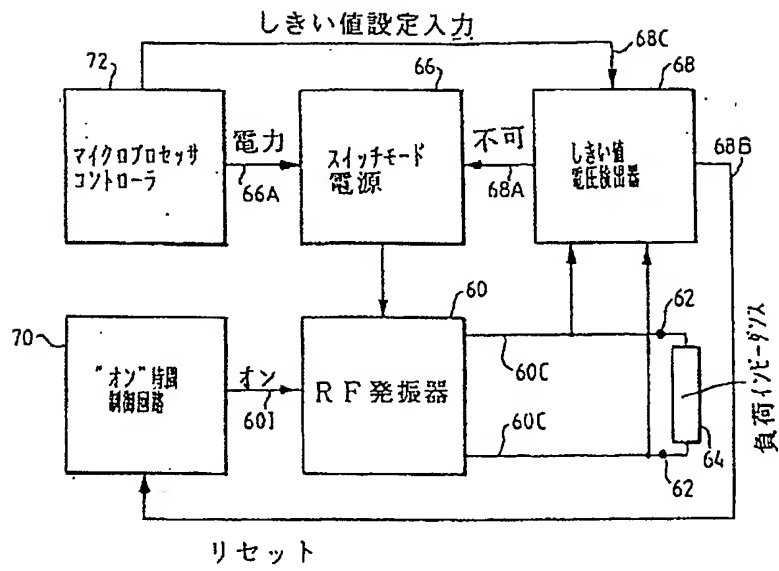 しきい値設定入力
68C
72
66
68
マイクロプロセッサ
コントローラ
電力
66A
スイッチモード
電源
不可
68A
しきい値
電圧検出器
68B
70
"オン"時間
制御回路
オン
60I
60
RF発振器
60C
60C
62
62
64
負荷インピーダンス
リセット